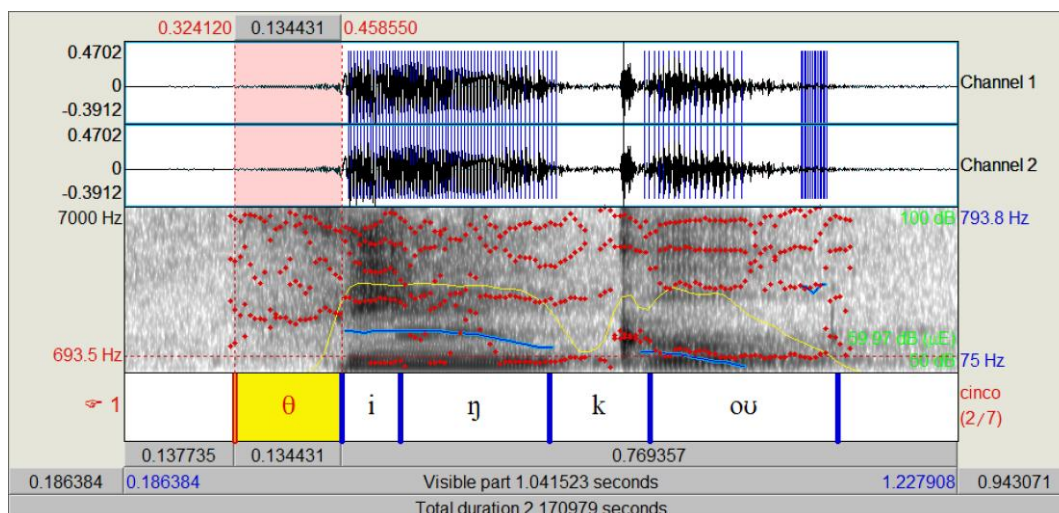 0.324120 0.134431 0.458550
0.4702
0
-0.3912
Channel 1
0.4702
0
-0.3912
Channel 2
7000 Hz 100 dB 793.8 Hz
59.97 dB (µE)
693.5 Hz 50 dB 75 Hz
☞ 1 θ i ŋ k oʊ cinco
(2/7)
0.137735 0.134431 0.769357
0.186384 0.186384 Visible part 1.041523 seconds 1.227908 0.943071
Total duration 2.170979 seconds